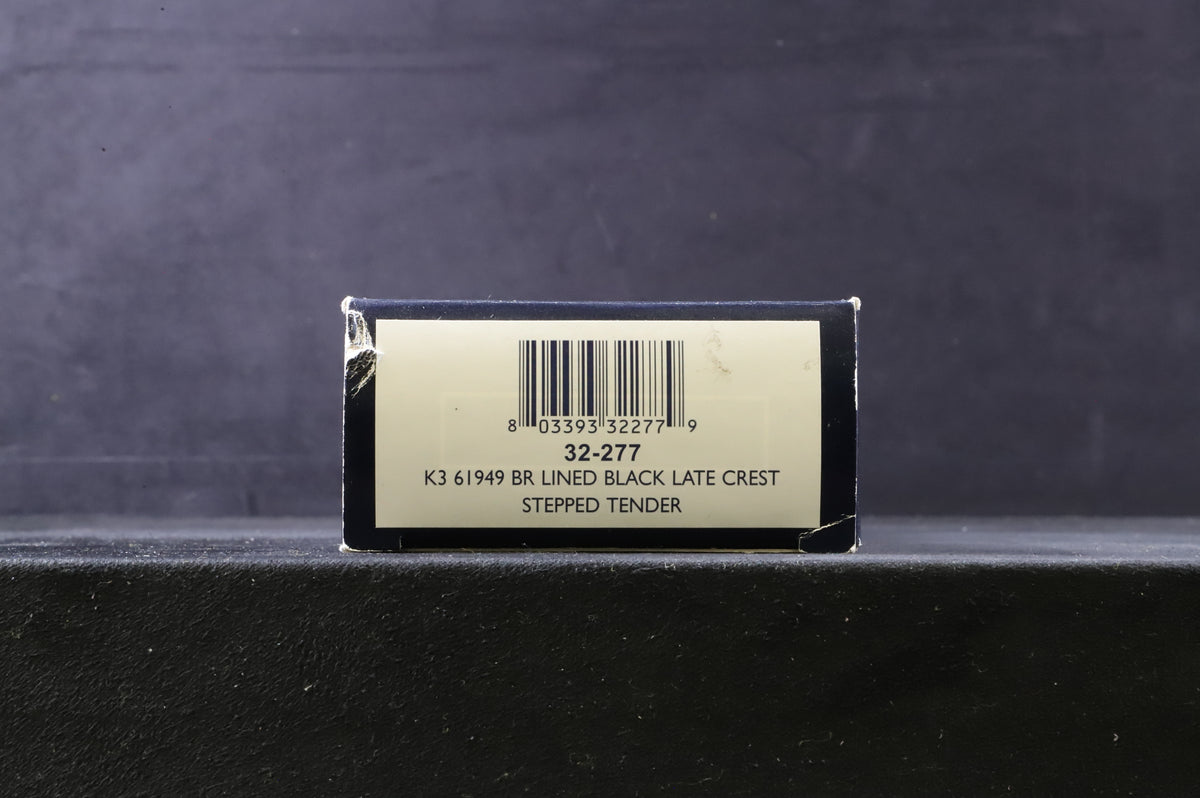 8 03393 32277 9
32-277
K3 61949 BR LINED BLACK LATE CREST
STEPPED TENDER